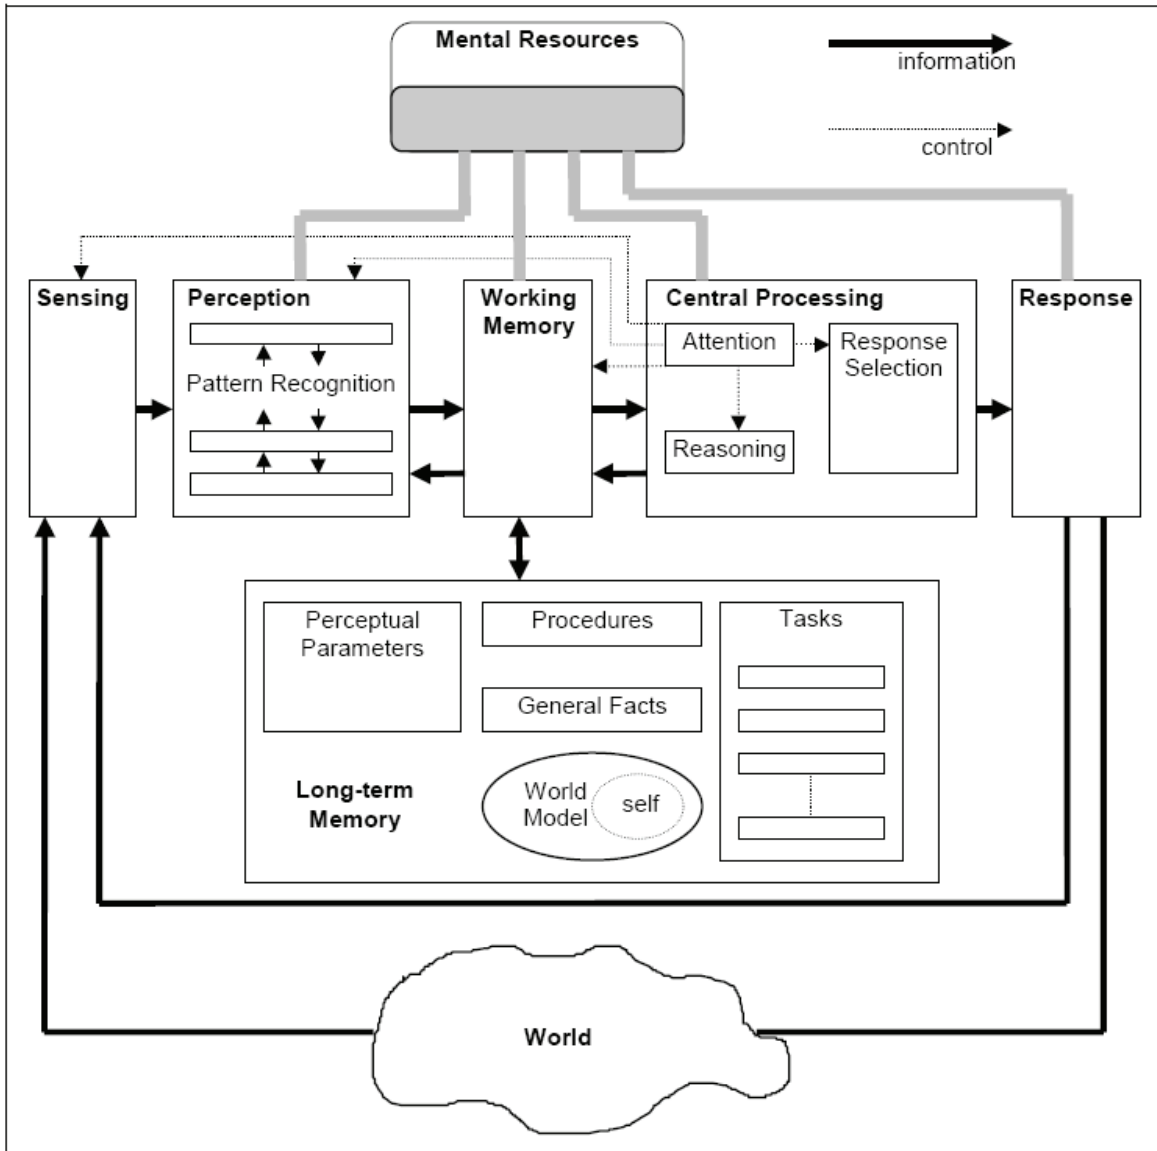 Mental Resources
information
control
Sensing
Perception
Pattern Recognition
Working
Memory
Central Processing
Attention
Reasoning
Response
Selection
Response
Perceptual
Parameters
Procedures
General Facts
Tasks
Long-term
Memory
World
Model
self
World